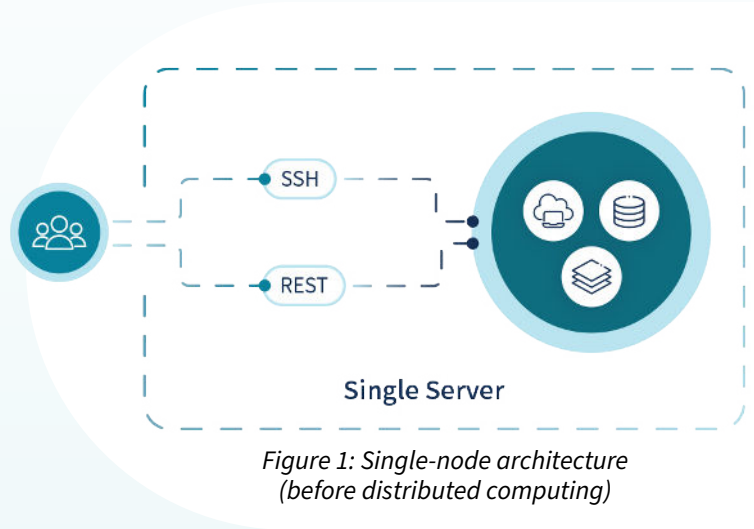 SSH
REST
Single Server
Figure 1: Single-node architecture
(before distributed computing)